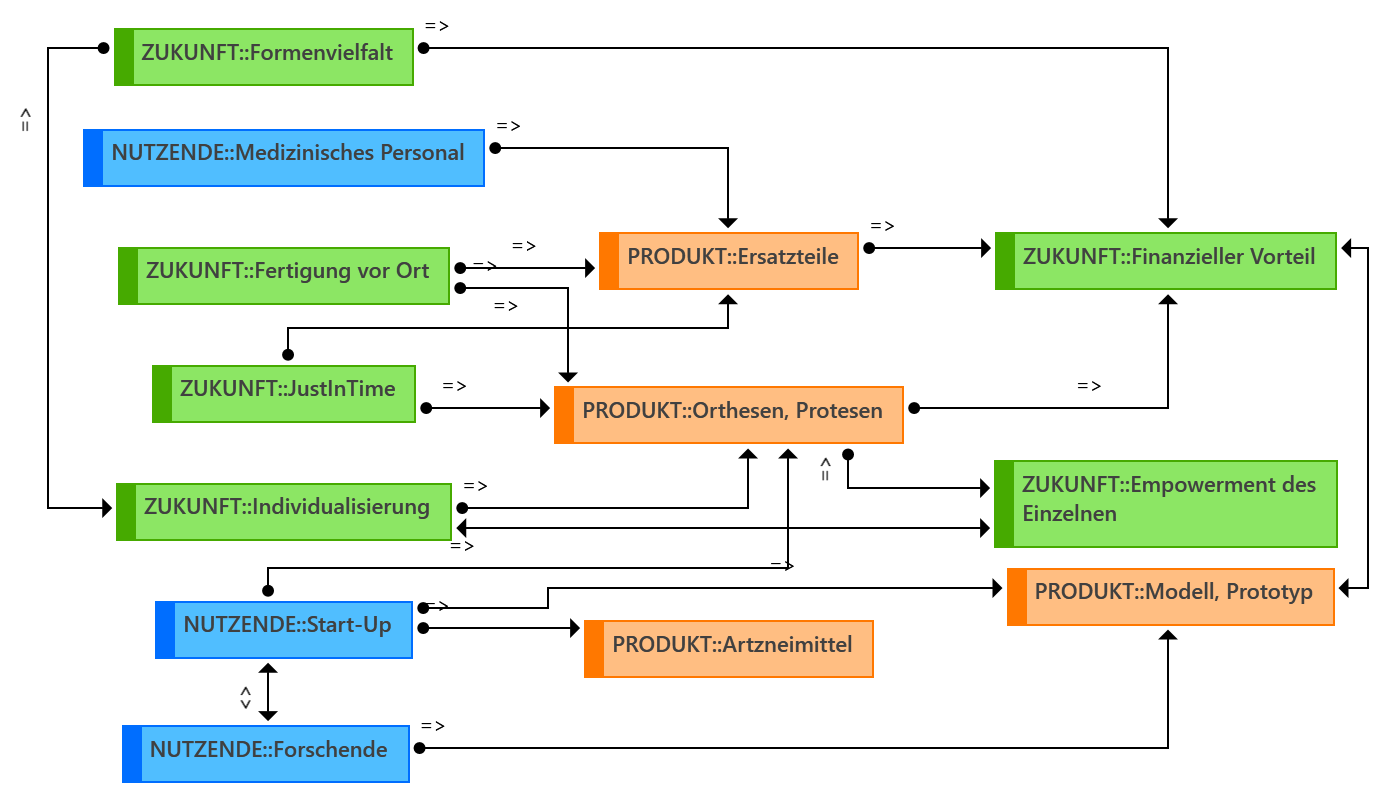 =>
ZUKUNFT::Formenvielfalt
=>
=>
NUTZENDE::Medizinisches Personal
=>
=>
PRODUKT::Ersatzteile
ZUKUNFT::Finanzieller Vorteil
ZUKUNFT::Fertigung vor Ort
=>
=>
ZUKUNFT::JustInTime
=>
=>
PRODUKT::Orthesen, Protesen
=>
ZUKUNFT::Individualisierung
=>
ZUKUNFT::Empowerment des
Einzelnen
=>
=>
PRODUKT::Modell, Prototyp
=>
NUTZENDE::Start-Up
PRODUKT::Artzneimittel
<>
=>
NUTZENDE::Forschende